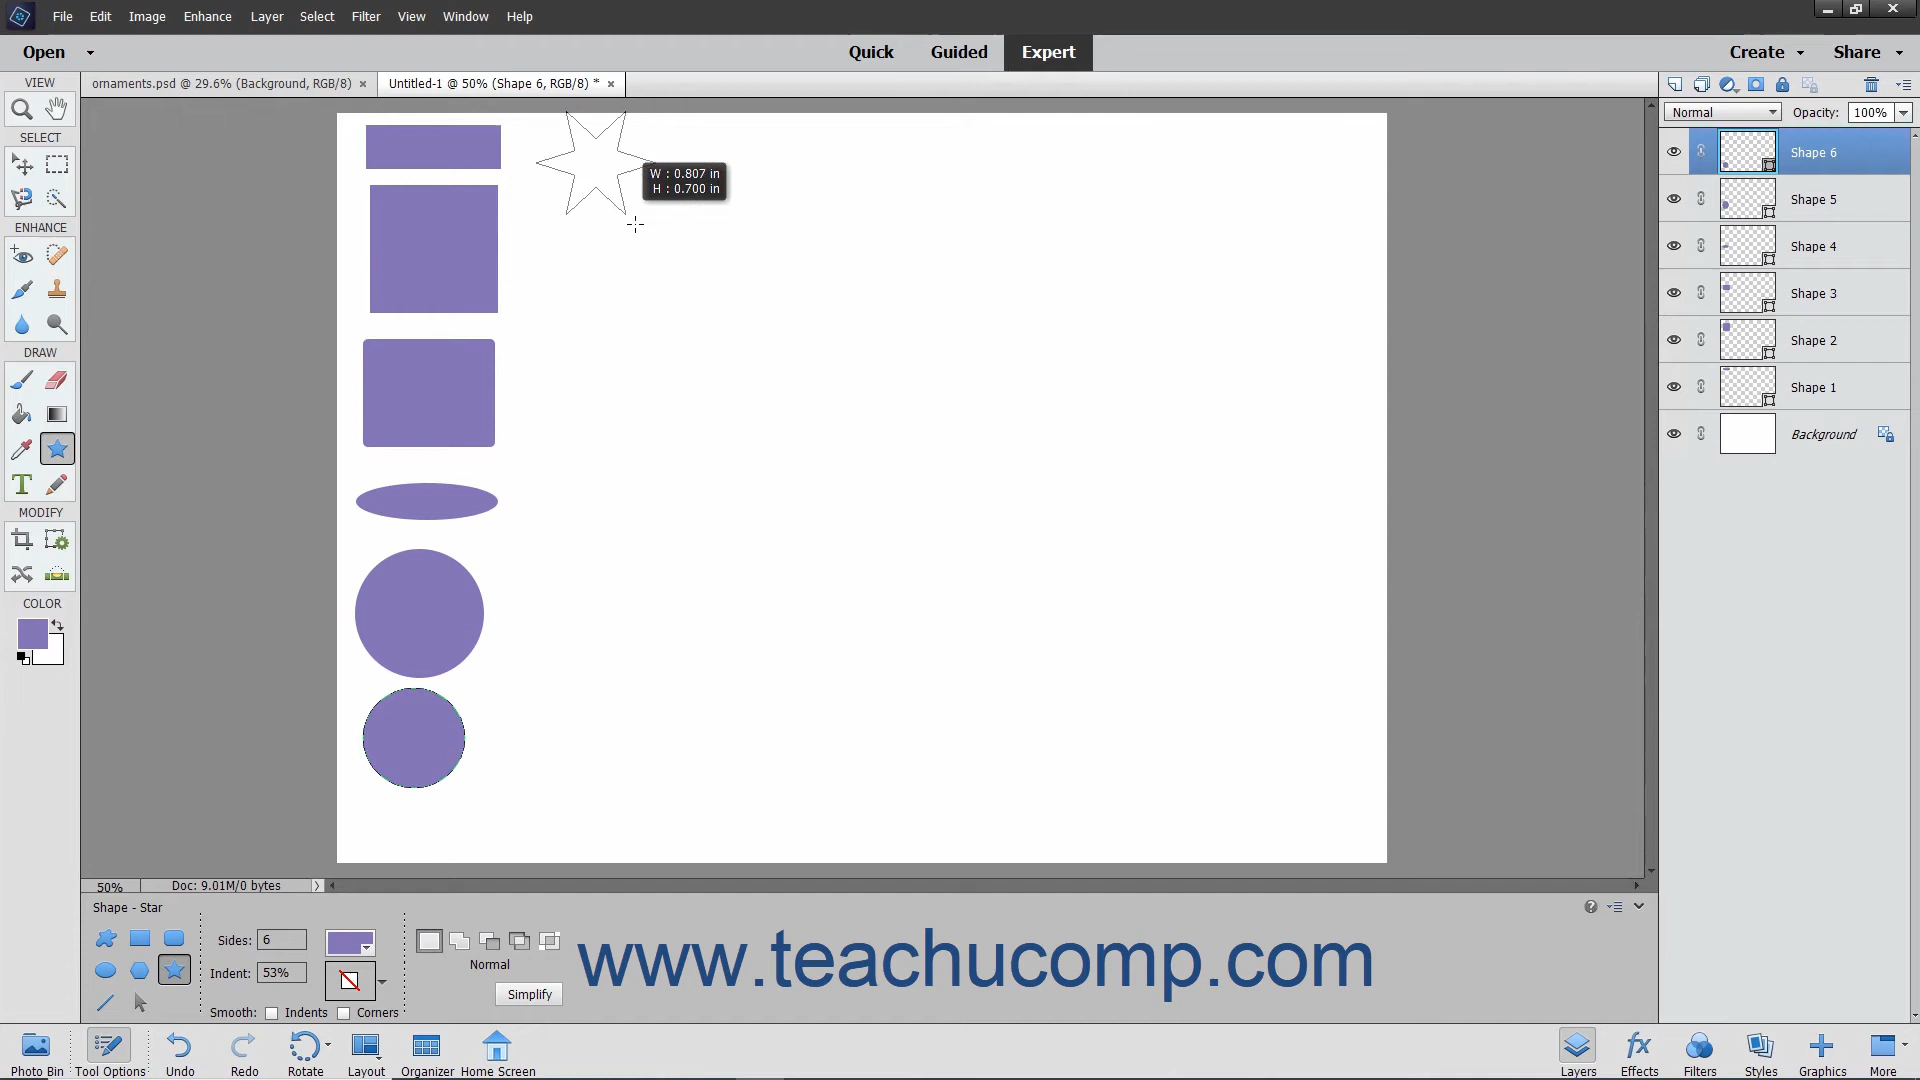 File Edit Image Enhance Layer Select Filter View Window Help
Open Quick Guided Expert Create Share
VIEW
ornaments.psd @ 29.6% (Background, RGB/8) × Untitled-1 @ 50% (Shape 6, RGB/8) * ×
Normal Opacity: 100%
SELECT
Shape 6
W : 0.807 in
H : 0.700 in
Shape 5
ENHANCE
Shape 4
Shape 3
Shape 2
DRAW
Shape 1
Background
MODIFY
COLOR
50% Doc: 9.01M/0 bytes
Shape - Star
Sides: 6
Indent: 53%
Normal
Simplify
Smooth: Indents Corners
www.teachucomp.com
Photo Bin Tool Options Undo Redo Rotate Layout Organizer Home Screen Layers Effects Filters Styles Graphics More